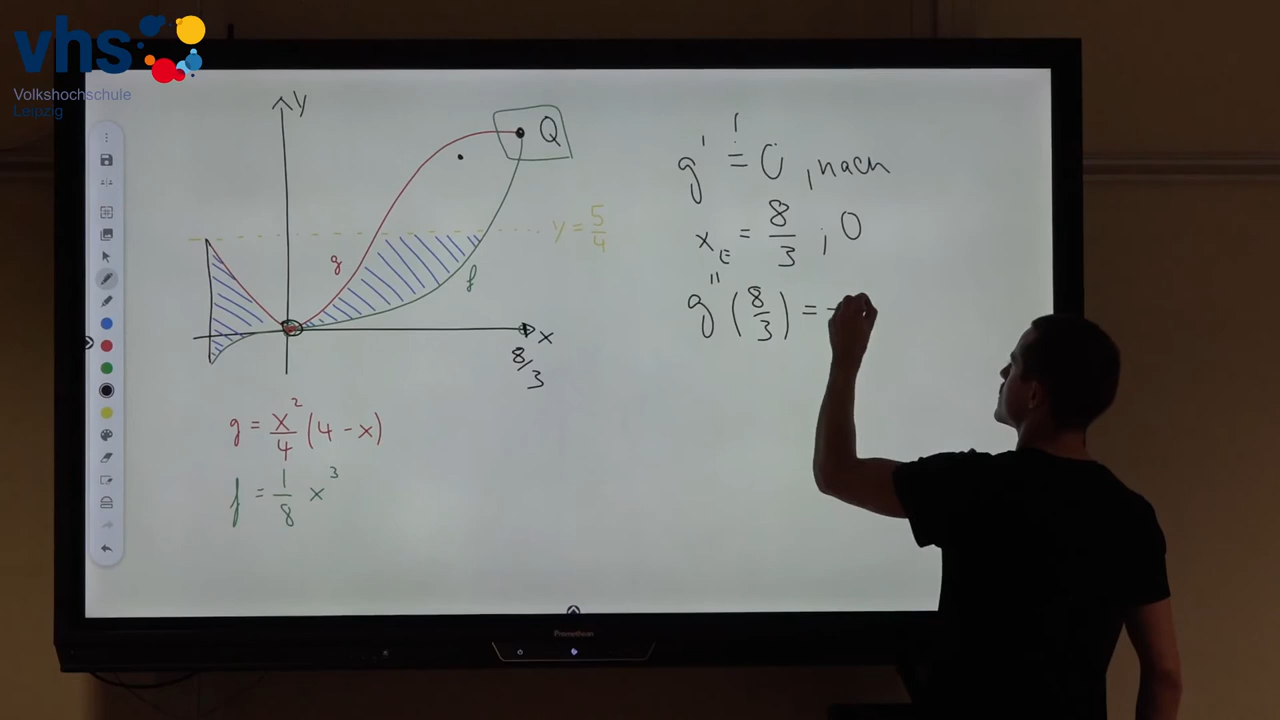 vhs
Volkshochschule
Leipzig
y
Q
y = 5/4
g
f
x
8/3
g = x²/4 (4 - x)
f = 1/8 x³
g' != 0 , nach
x_E = 8/3 ; 0
g'' (8/3) = -
Promethean